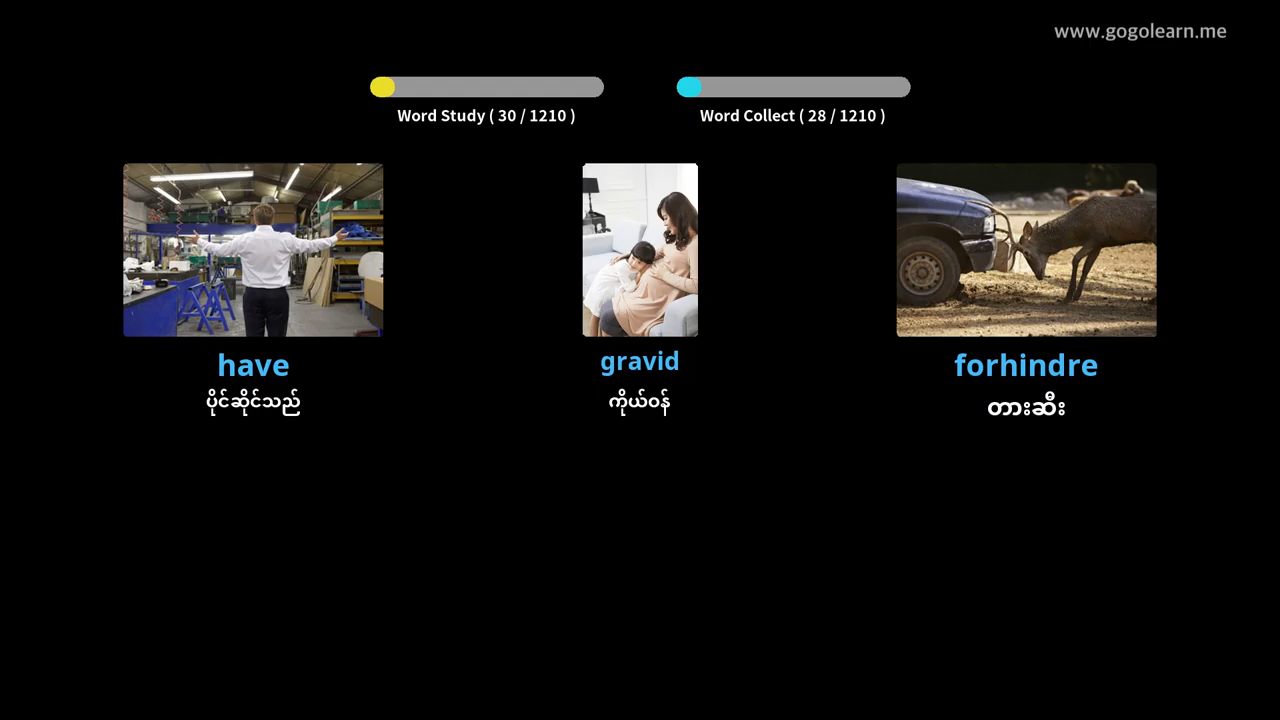 www.gogolearn.me
Word Study ( 30 / 1210 )
Word Collect ( 28 / 1210 )
have
gravid
forhindre
ပိုင်ဆိုင်သည်
ကိုယ်ဝန်
တားဆီး